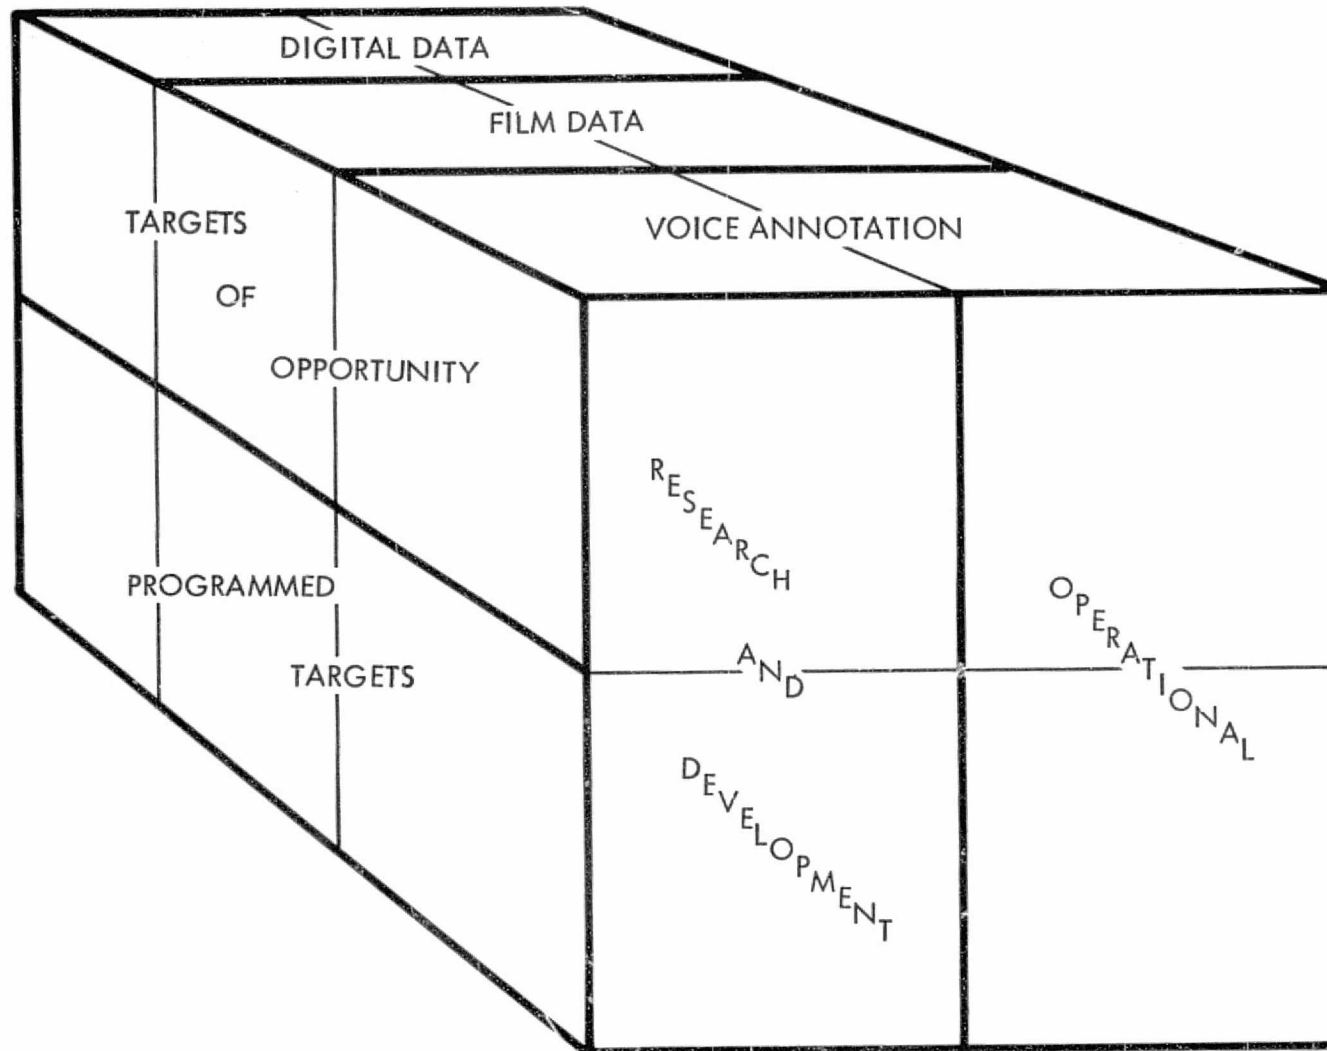 DIGITAL DATA
FILM DATA
VOICE ANNOTATION
TARGETS
OF
OPPORTUNITY
PROGRAMMED
TARGETS
RESEARCH
AND
DEVELOPMENT
OPERATIONAL